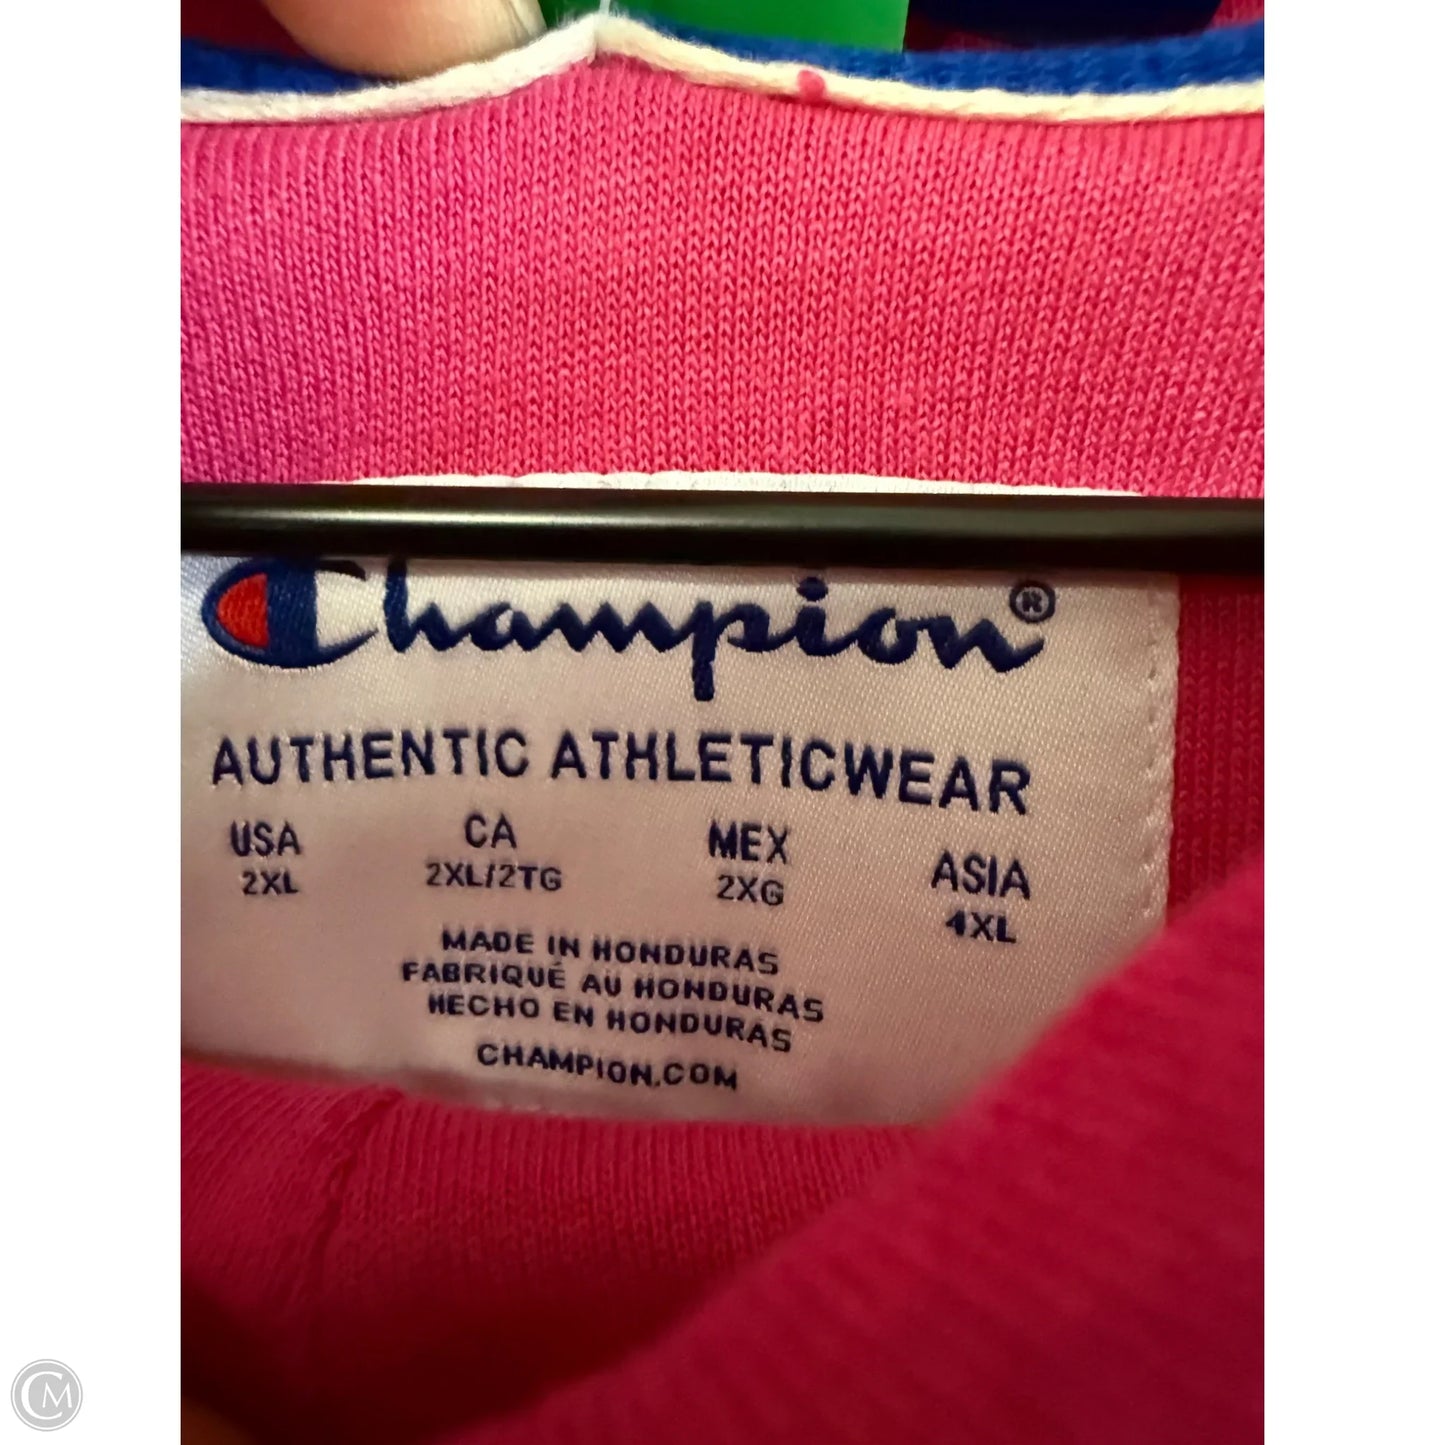 Champion®
AUTHENTIC ATHLETICWEAR
USA CA MEX ASIA
2XL 2XL/2TG 2XG 4XL
MADE IN HONDURAS
FABRIQUÉ AU HONDURAS
HECHO EN HONDURAS
CHAMPION.COM
CM